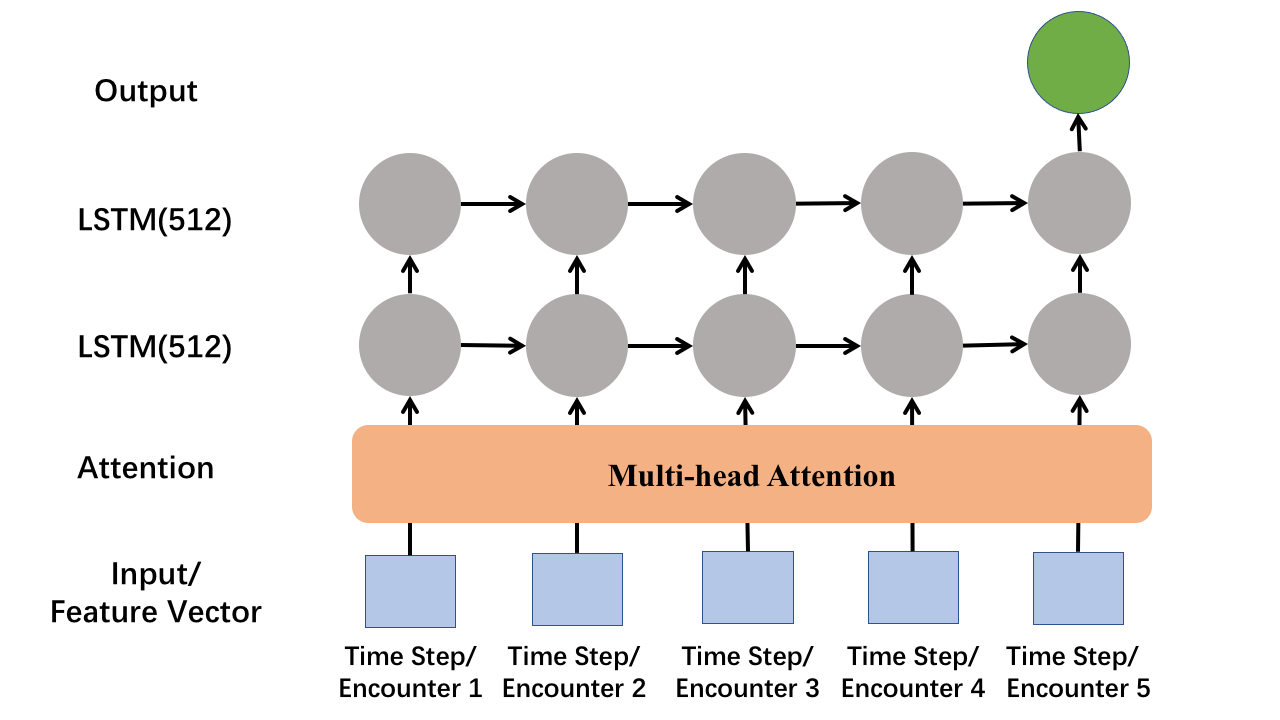 Output
LSTM(512)
LSTM(512)
Attention
Multi-head Attention
Input/
Feature Vector
Time Step/
Encounter 1
Time Step/
Encounter 2
Time Step/
Encounter 3
Time Step/
Encounter 4
Time Step/
Encounter 5